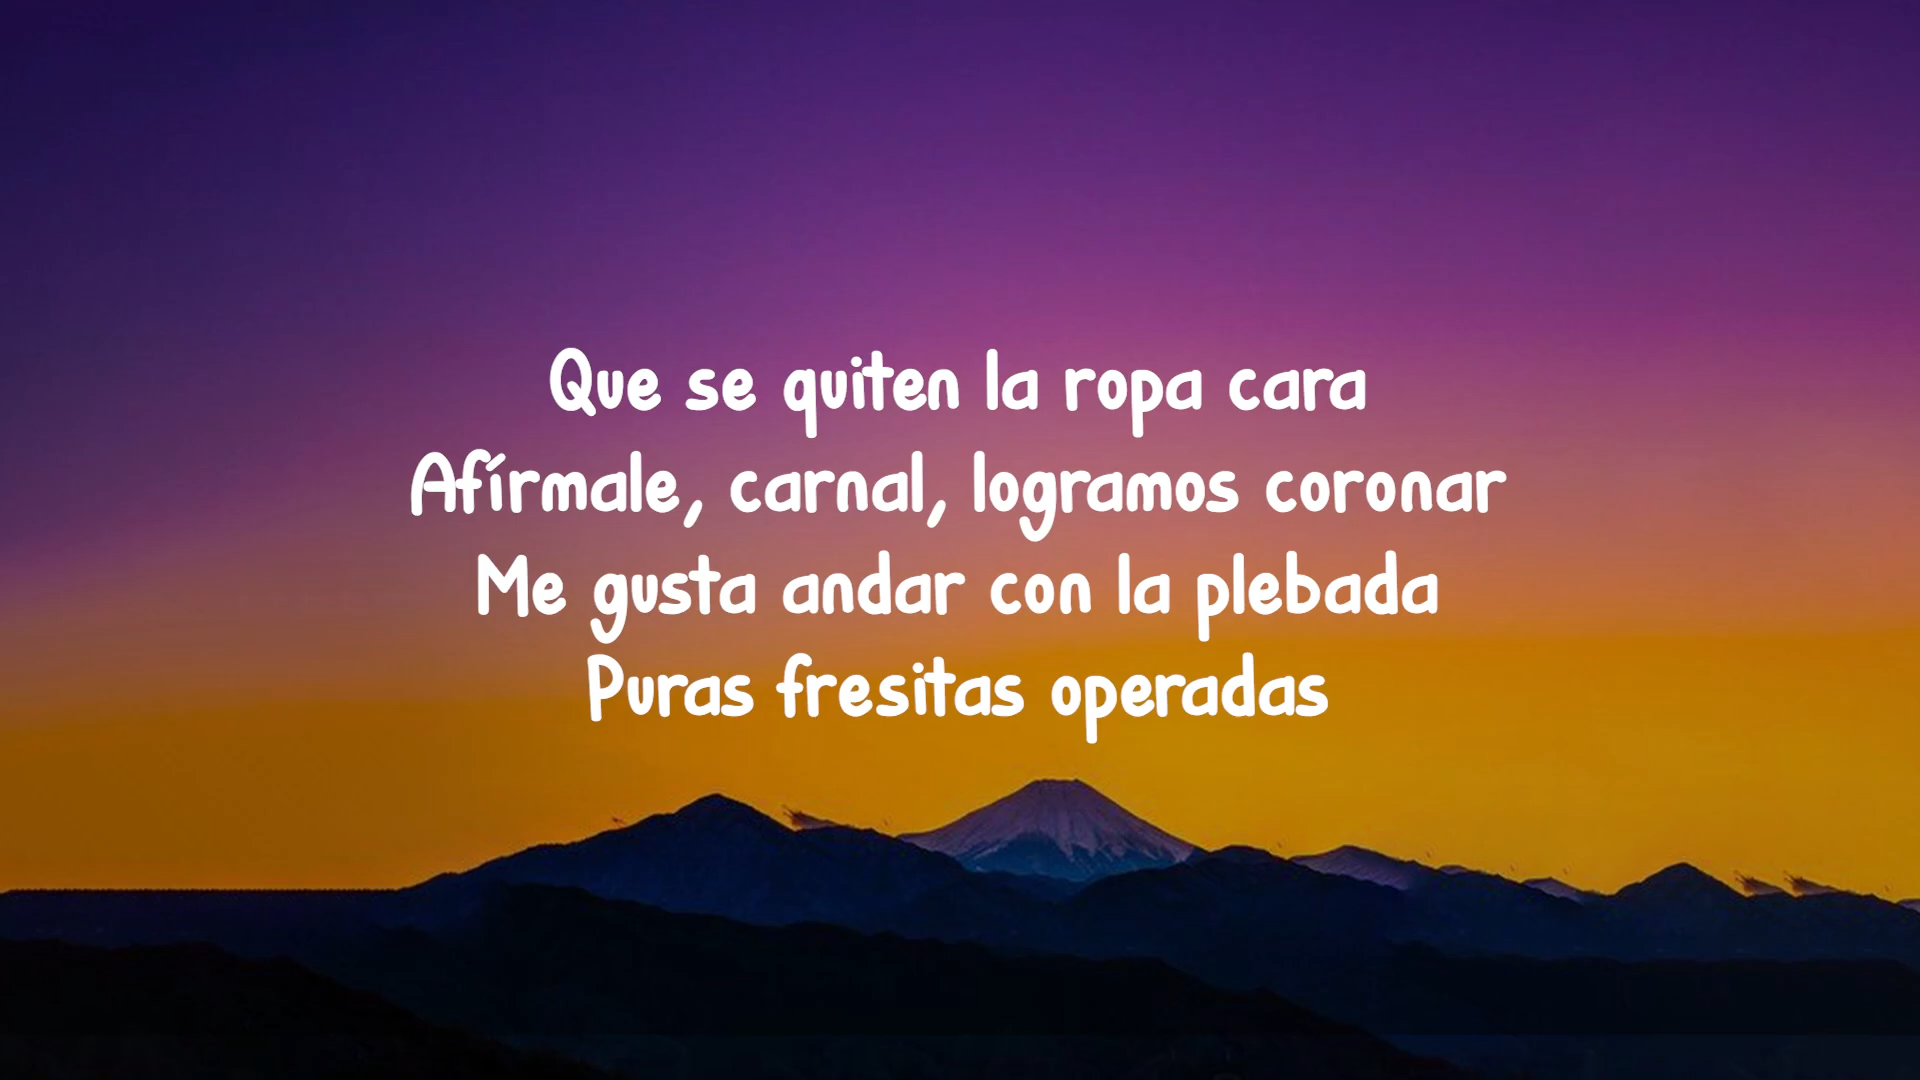 Que se quiten la ropa cara
Afírmale, carnal, logramos coronar
Me gusta andar con la plebada
Puras fresitas operadas